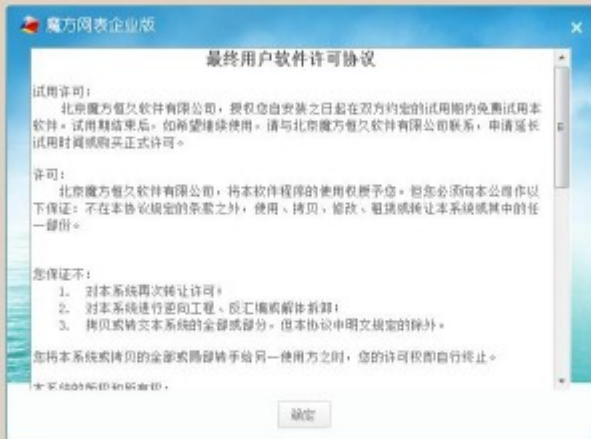 魔方网表企业版
最终用户软件许可协议
试用许可:
北京魔方恒久软件有限公司,授权您自安装之日起在双方约定的试用期内免费试用本
软件。试用期结束后,如希望继续使用,请与北京魔方恒久软件有限公司联系,申请延长
试用时间或购买正式许可。
许可:
北京魔方恒久软件有限公司,将本软件程序的使用权授予您。但您必须向本公司作以
下保证:不在本协议规定的条款之外,使用、拷贝、修改、租赁或转让本系统或其中的任
一部份。
您保证不:
1. 对本系统再次转让许可;
2. 对本系统进行逆向工程、反汇编或解体拆卸;
3. 拷贝或转交本系统的全部或部分,但本协议中明文规定的除外。
您将本系统或拷贝的全部或局部转手给另一使用方之时,您的许可权即自行终止。
本系统的版权和所有权:
确定